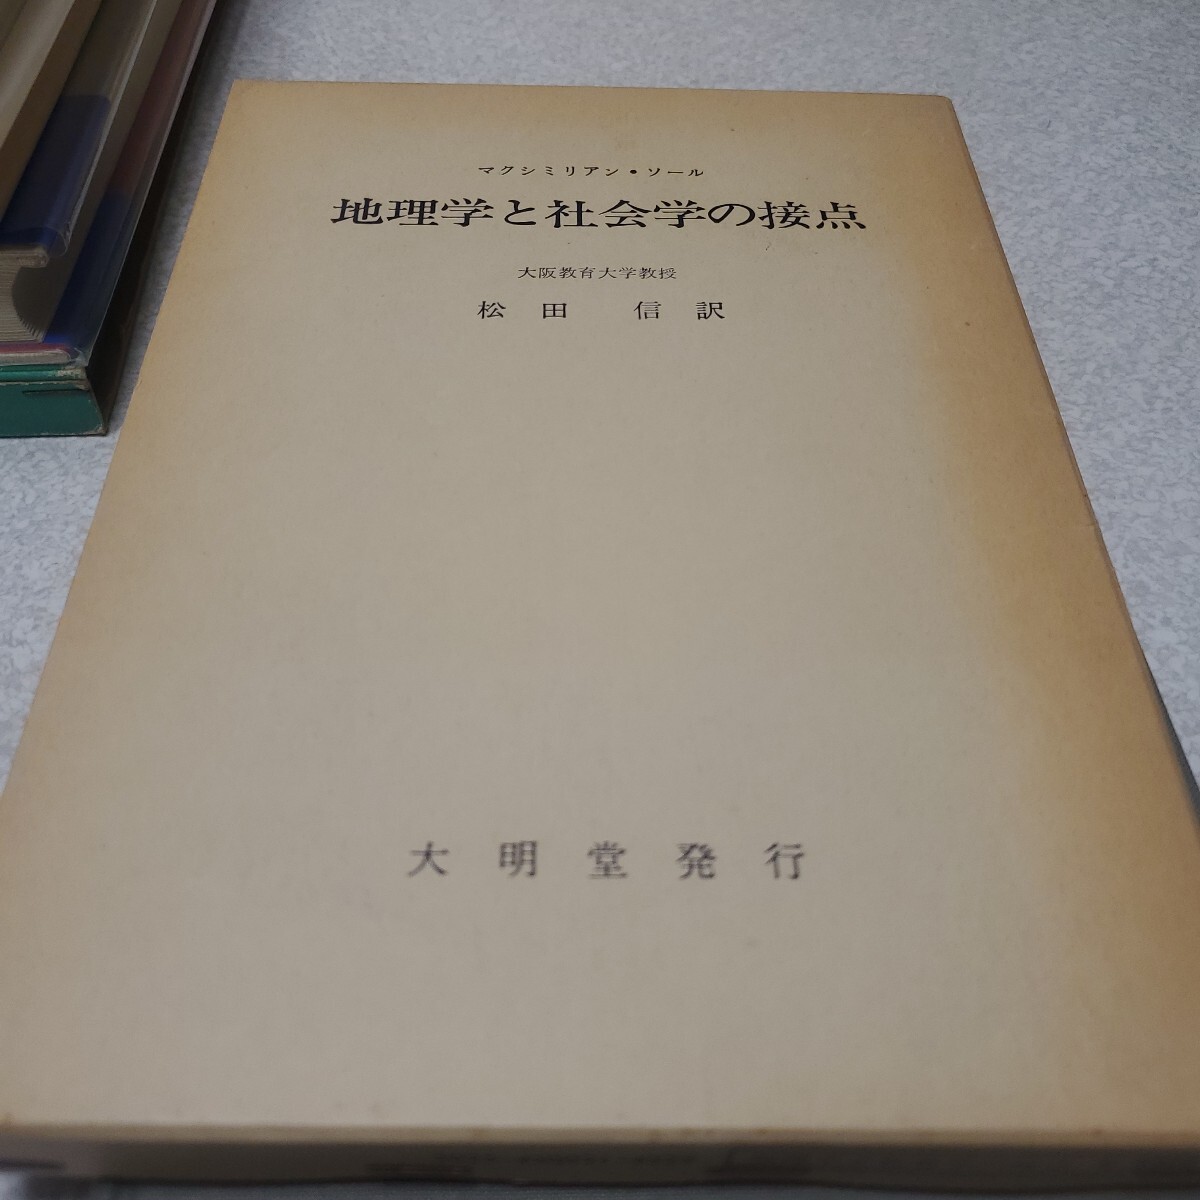 マクシミリアン・ソール
地理学と社会学の接点
大阪教育大学教授
松田 信訳
大明堂発行